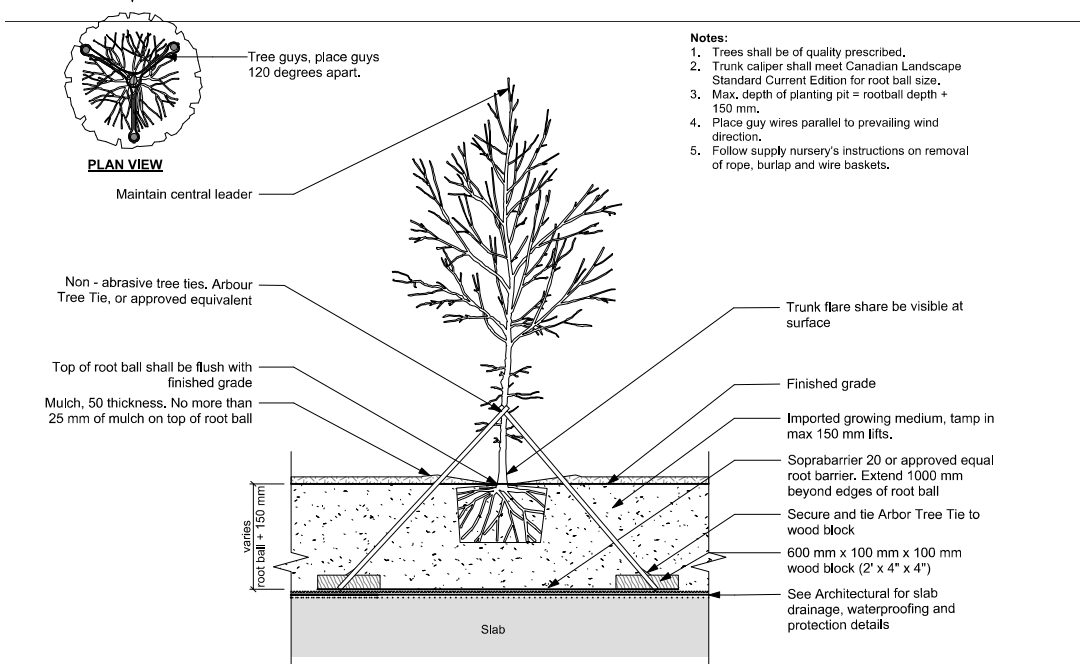 Tree guys, place guys
120 degrees apart.
PLAN VIEW
Notes:
1. Trees shall be of quality prescribed.
2. Trunk caliper shall meet Canadian Landscape
Standard Current Edition for root ball size.
3. Max. depth of planting pit = rootball depth +
150 mm.
4. Place guy wires parallel to prevailing wind
direction.
5. Follow supply nursery's instructions on removal
of rope, burlap and wire baskets.
Maintain central leader
Non - abrasive tree ties. Arbour
Tree Tie, or approved equivalent
Top of root ball shall be flush with
finished grade
Mulch, 50 thickness. No more than
25 mm of mulch on top of root ball
Trunk flare share be visible at
surface
Finished grade
Imported growing medium, tamp in
max 150 mm lifts.
Soprabarrier 20 or approved equal
root barrier. Extend 1000 mm
beyond edges of root ball
Secure and tie Arbor Tree Tie to
wood block
600 mm x 100 mm x 100 mm
wood block (2' x 4" x 4")
See Architectural for slab
drainage, waterproofing and
protection details
varies
root ball + 150 mm
Slab